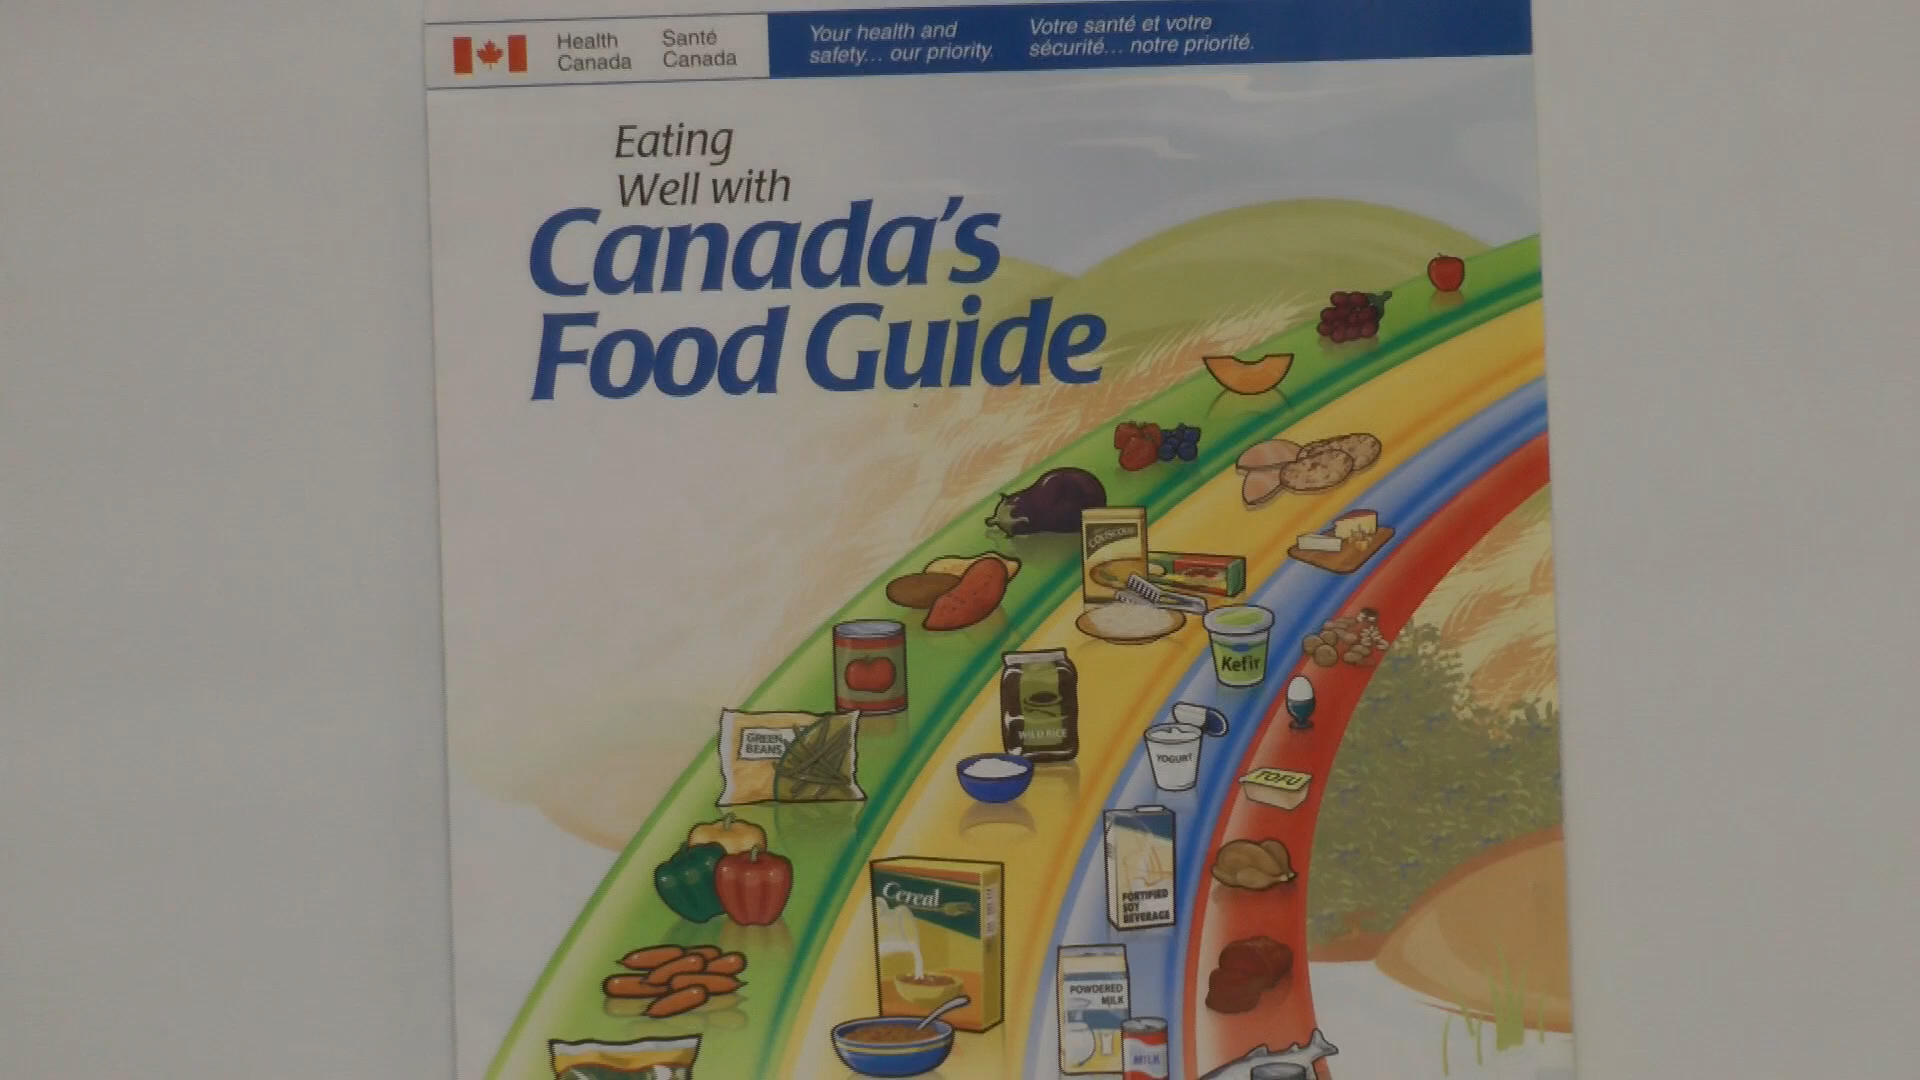 Health Canada
Santé Canada
Your health and
safety... our priority.
Votre santé et votre
sécurité... notre priorité.
Eating
Well with
Canada's
Food Guide
COUSCOUS
Kefir
WILD RICE
GREEN
BEANS
YOGURT
TOFU
Cereal
FORTIFIED
SOY
BEVERAGE
POWDERED
MILK
MILK